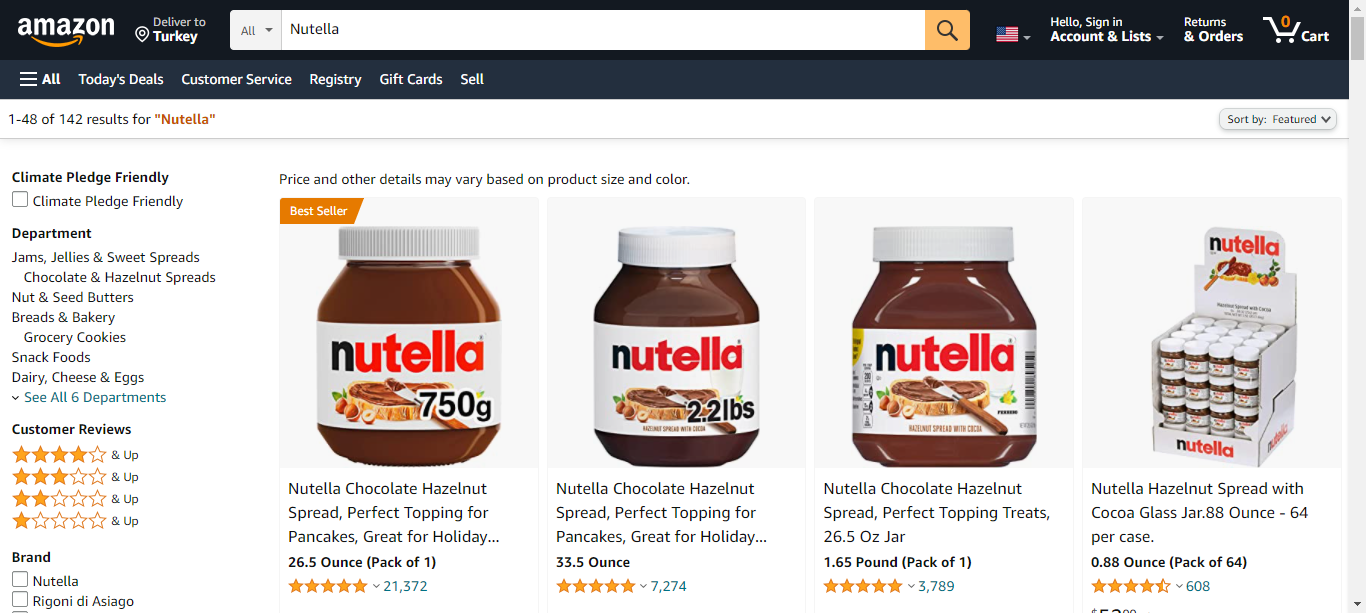 amazon
Deliver to
Turkey
All
Nutella
Hello, Sign in
Account & Lists
Returns
& Orders
0
Cart
All
Today's Deals
Customer Service
Registry
Gift Cards
Sell
1-48 of 142 results for "Nutella"
Sort by: Featured
Climate Pledge Friendly
Climate Pledge Friendly
Department
Jams, Jellies & Sweet Spreads
Chocolate & Hazelnut Spreads
Nut & Seed Butters
Breads & Bakery
Grocery Cookies
Snack Foods
Dairy, Cheese & Eggs
See All 6 Departments
Customer Reviews
& Up
& Up
& Up
& Up
Brand
Nutella
Rigoni di Asiago
Price and other details may vary based on product size and color.
Best Seller
nutella
750g
Nutella Chocolate Hazelnut
Spread, Perfect Topping for
Pancakes, Great for Holiday...
26.5 Ounce (Pack of 1)
21,372
nutella
2.2lbs
HAZELNUT SPREAD WITH COCOA
Nutella Chocolate Hazelnut
Spread, Perfect Topping for
Pancakes, Great for Holiday...
33.5 Ounce
7,274
nutella
FERRERO
HAZELNUT SPREAD WITH COCOA
Nutella Chocolate Hazelnut
Spread, Perfect Topping Treats,
26.5 Oz Jar
1.65 Pound (Pack of 1)
3,789
nutella
Hazelnut Spread with Cocoa
nutella
nutella
Nutella Hazelnut Spread with
Cocoa Glass Jar.88 Ounce - 64
per case.
0.88 Ounce (Pack of 64)
608